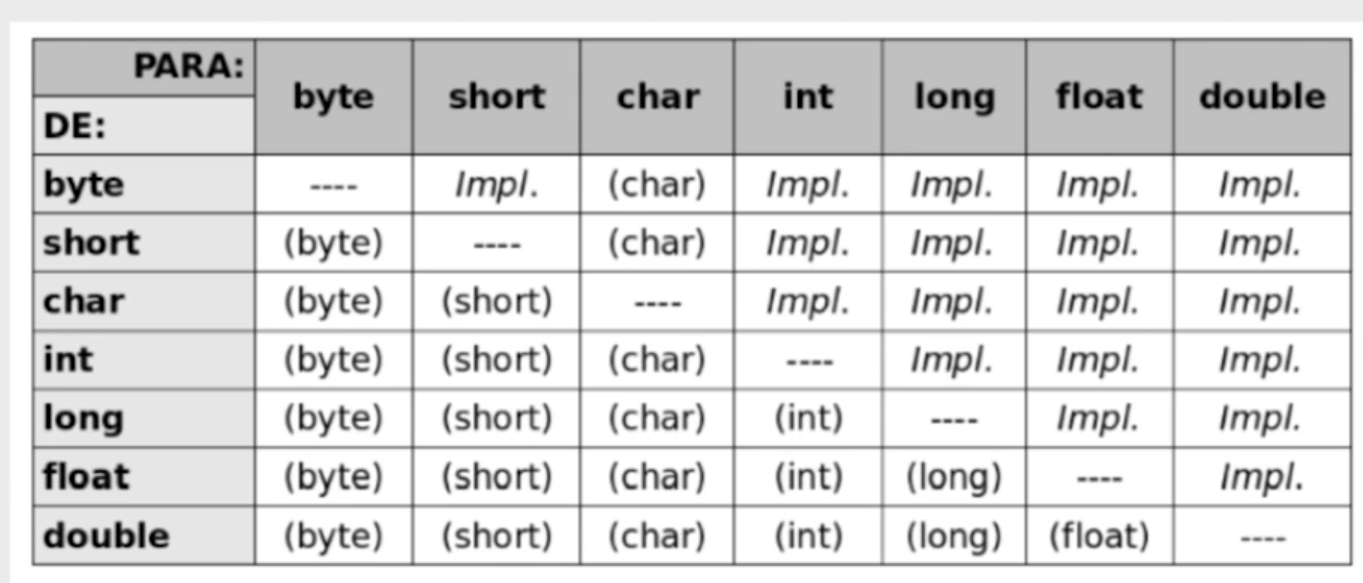 PARA: byte short char int long float double
DE:
byte ---- Impl. (char) Impl. Impl. Impl. Impl.
short (byte) ---- (char) Impl. Impl. Impl. Impl.
char (byte) (short) ---- Impl. Impl. Impl. Impl.
int (byte) (short) (char) ---- Impl. Impl. Impl.
long (byte) (short) (char) (int) ---- Impl. Impl.
float (byte) (short) (char) (int) (long) ---- Impl.
double (byte) (short) (char) (int) (long) (float) ----